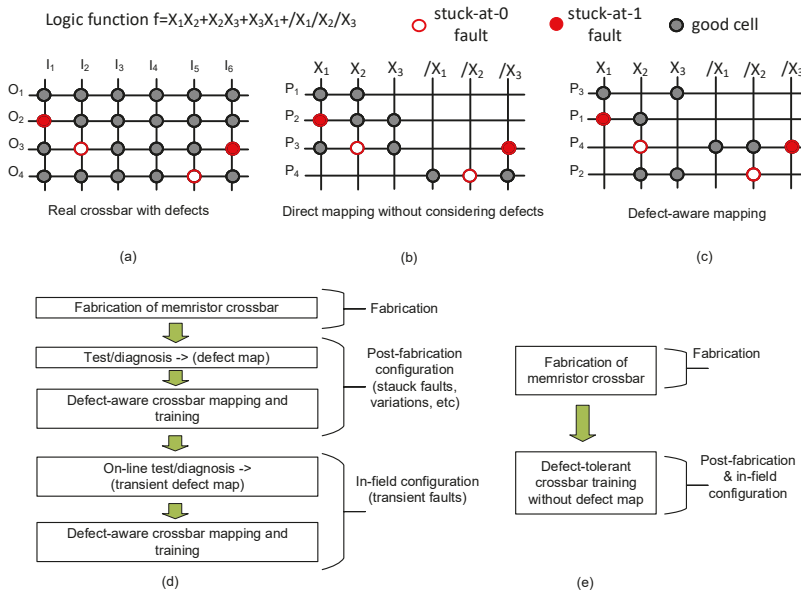 Logic function f=X₁X₂+X₂X₃+X₃X₁+/X₁/X₂/X₃
stuck-at-0 fault
stuck-at-1 fault
good cell
I₁ I₂ I₃ I₄ I₅ I₆
O₁
O₂
O₃
O₄
Real crossbar with defects
(a)
X₁ X₂ X₃ /X₁ /X₂ /X₃
P₁
P₂
P₃
P₄
Direct mapping without considering defects
(b)
X₁ X₂ X₃ /X₁ /X₂ /X₃
P₃
P₁
P₄
P₂
Defect-aware mapping
(c)
Fabrication of memristor crossbar
Fabrication
Test/diagnosis -> (defect map)
Defect-aware crossbar mapping and
training
Post-fabrication
configuration
(stauck faults,
variations, etc)
On-line test/diagnosis ->
(transient defect map)
Defect-aware crossbar mapping and
training
In-field configuration
(transient faults)
(d)
Fabrication of
memristor crossbar
Fabrication
Defect-tolerant
crossbar training
without defect map
Post-fabrication
& in-field
configuration
(e)